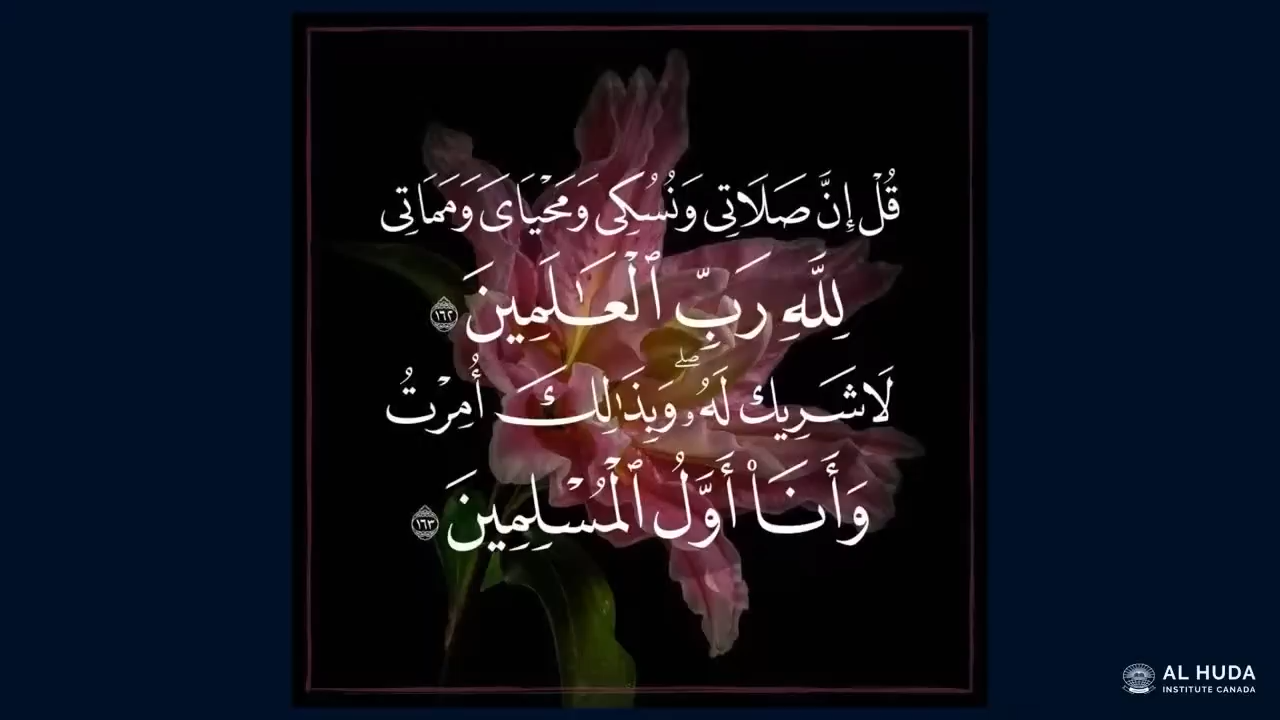 قُلْ إِنَّ صَلَاتِى وَنُسُكِى وَمَحْيَاىَ وَمَمَاتِى
لِلَّهِ رَبِّ ٱلْعَـٰلَمِينَ ١٦٢
لَا شَرِيكَ لَهُۥ ۖ وَبِذَٰلِكَ أُمِرْتُ
وَأَنَا۠ أَوَّلُ ٱلْمُسْلِمِينَ ١٦٣
AL HUDA
INSTITUTE CANADA